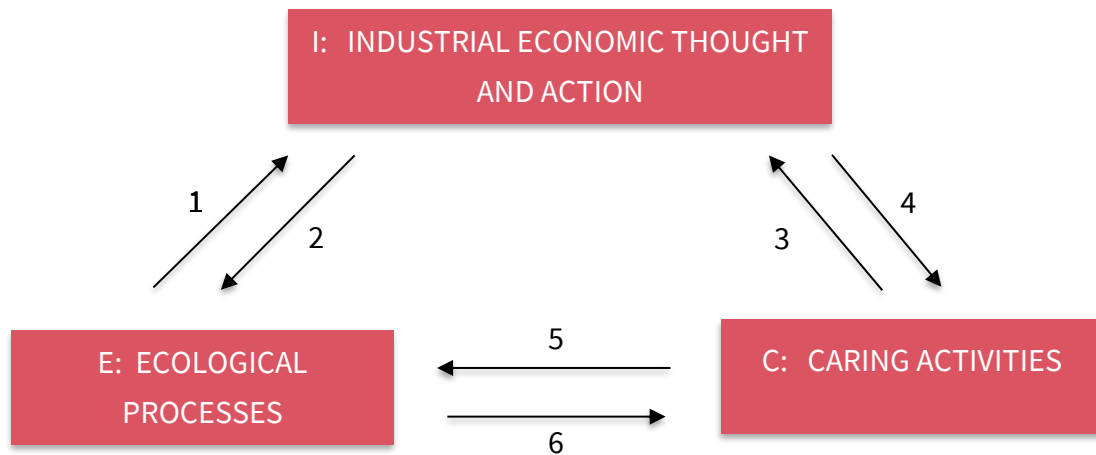 I: INDUSTRIAL ECONOMIC THOUGHT
AND ACTION
1
2
3
4
E: ECOLOGICAL
PROCESSES
5
6
C: CARING ACTIVITIES